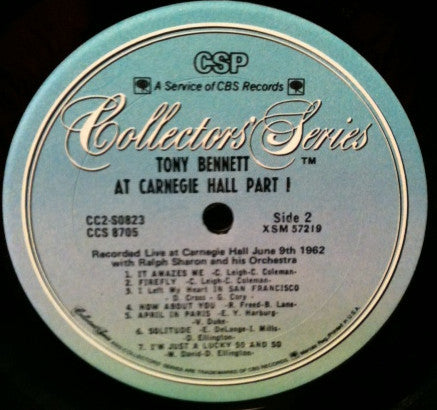 CSP
A Service of CBS Records
Collectors' Series ™
TONY BENNETT
AT CARNEGIE HALL PART I
CC2-S0823
CCS 8705
Side 2
XSM 57219
Recorded Live at Carnegie Hall June 9th 1962
with Ralph Sharon and his Orchestra
1. IT AMAZES ME -C. Leigh-C. Coleman-
2. FIREFLY -C. Leigh-C. Coleman-
3. I Left My Heart IN SAN FRANCISCO
-D. Cross - G. Cory-
4. HOW ABOUT YOU -R. Freed-B. Lane-
5. APRIL IN PARIS -E. Y. Harburg-
V. Duke-
6. SOLITUDE -E. DeLange-I. Mills-
D. Ellington-
7. I'M JUST A LUCKY SO AND SO
-M. David-D. Ellington-